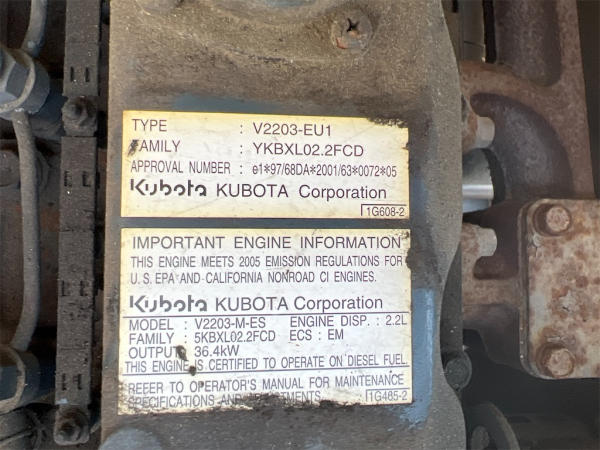 TYPE : V2203-EU1
FAMILY : YKBXL02.2FCD
APPROVAL NUMBER : e1*97/68DA*2001/63*0072*05
Kubota KUBOTA Corporation
1G608-2
IMPORTANT ENGINE INFORMATION
THIS ENGINE MEETS 2005 EMISSION REGULATIONS FOR
U.S. EPA AND CALIFORNIA NONROAD CI ENGINES.
Kubota KUBOTA Corporation
MODEL : V2203-M-ES ENGINE DISP. : 2.2L
FAMILY : 5KBXL02.2FCD ECS : EM
OUTPUT : 36.4kW
THIS ENGINE IS CERTIFIED TO OPERATE ON DIESEL FUEL.
REFER TO OPERATOR'S MANUAL FOR MAINTENANCE
SPECIFICATIONS AND ADJUSTMENTS. 1G465-2